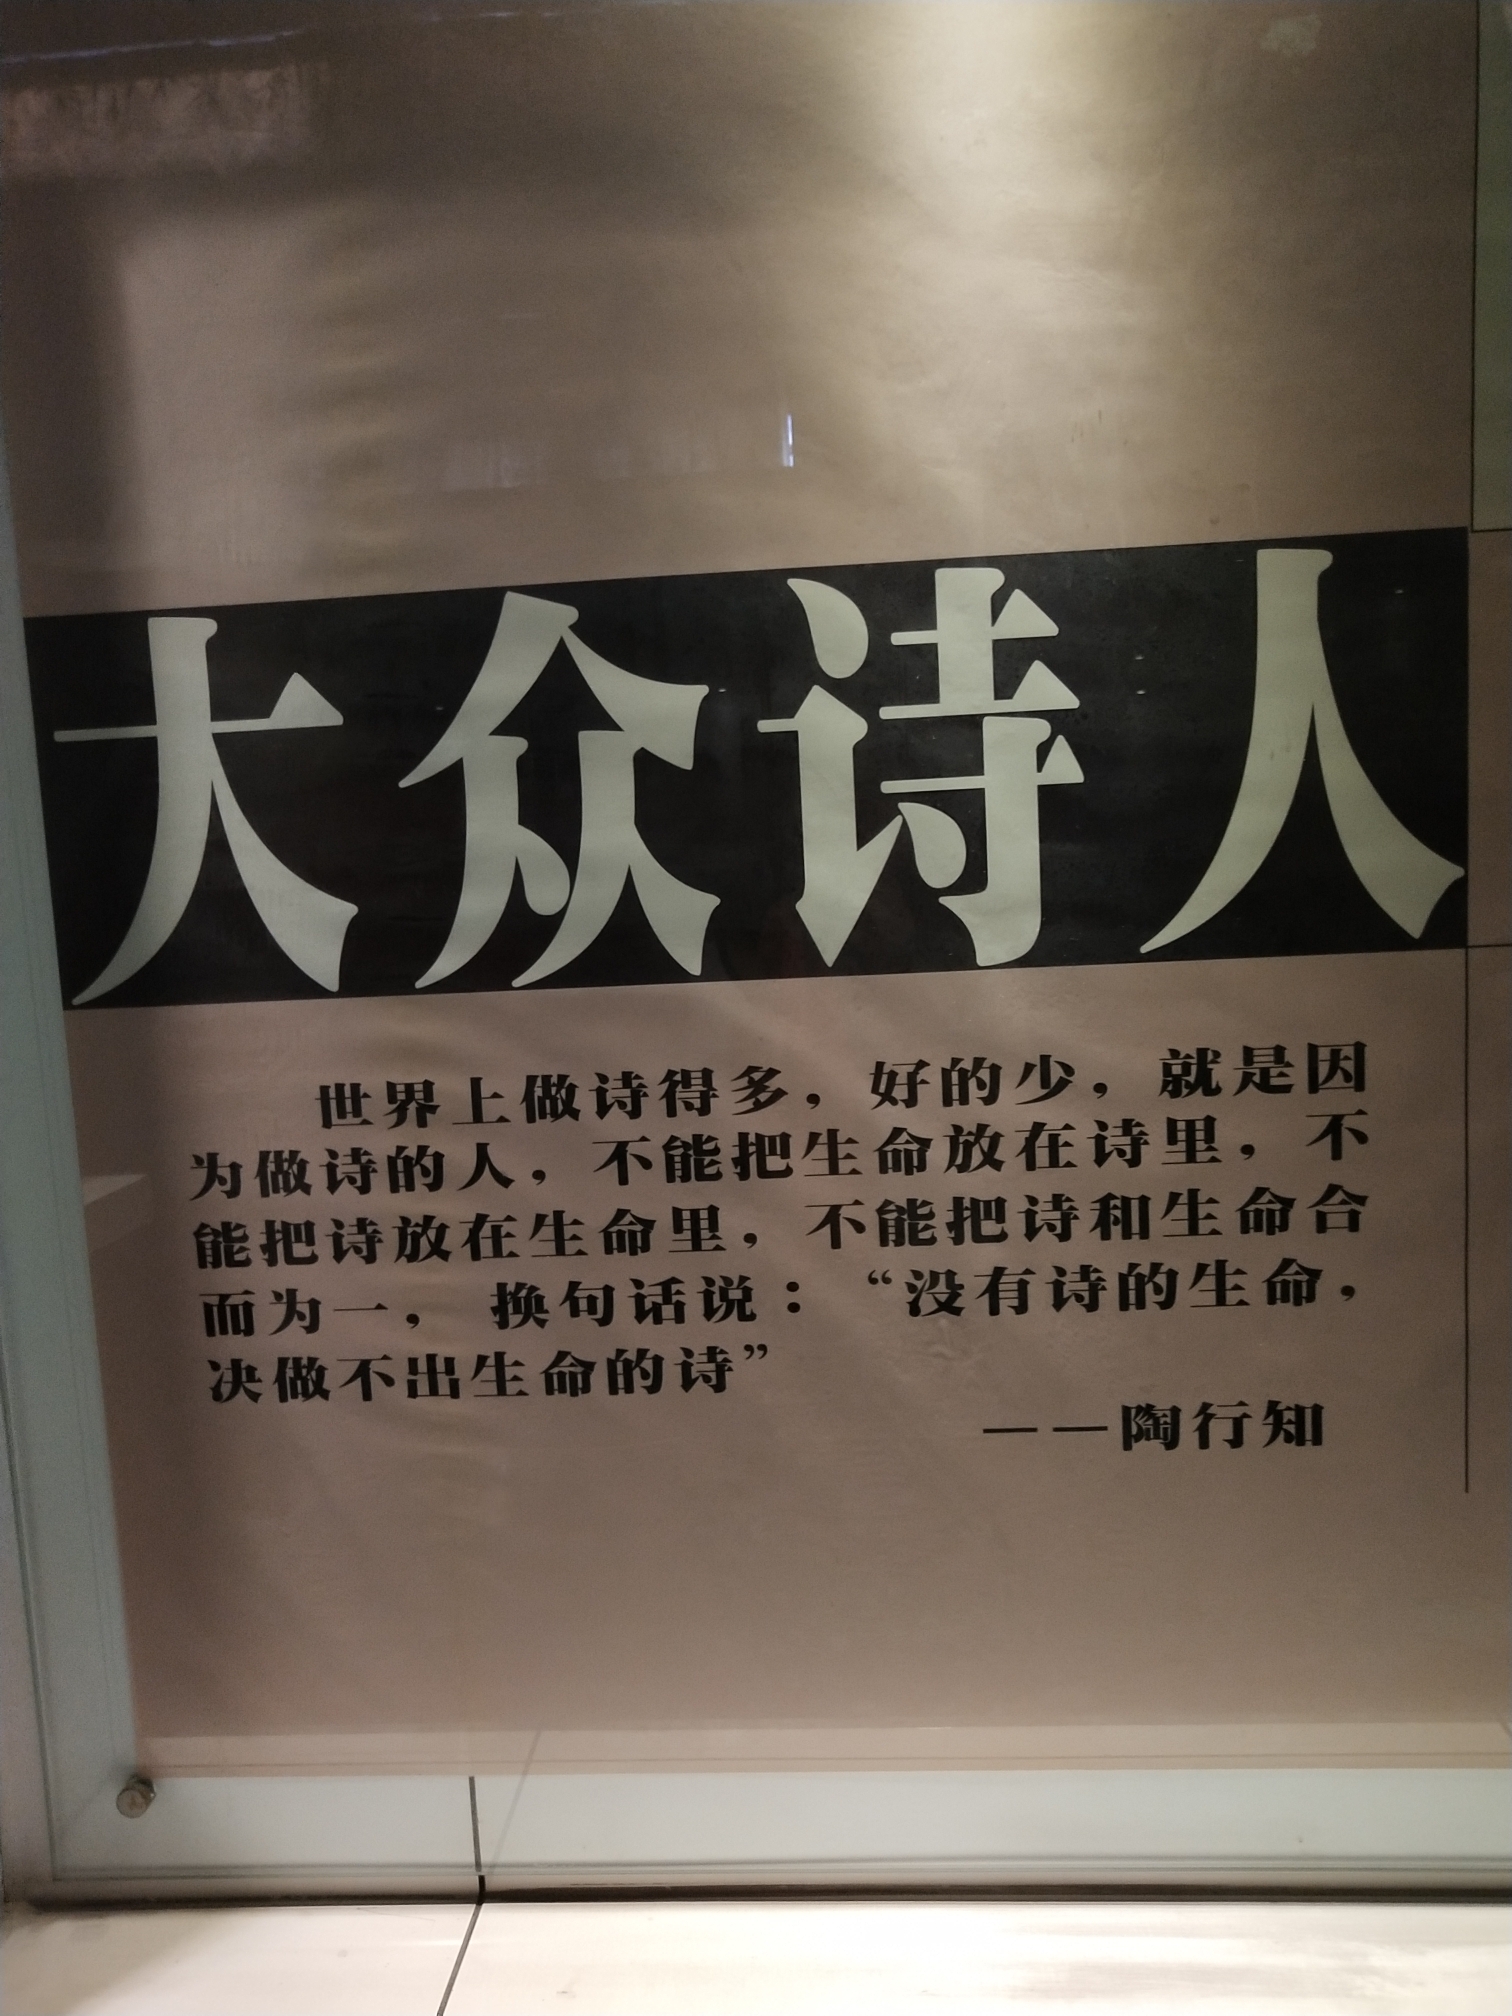 大众诗人
世界上做诗得多，好的少，就是因
为做诗的人，不能把生命放在诗里，不
能把诗放在生命里，不能把诗和生命合
而为一， 换句话说：“没有诗的生命，
决做不出生命的诗”
——陶行知